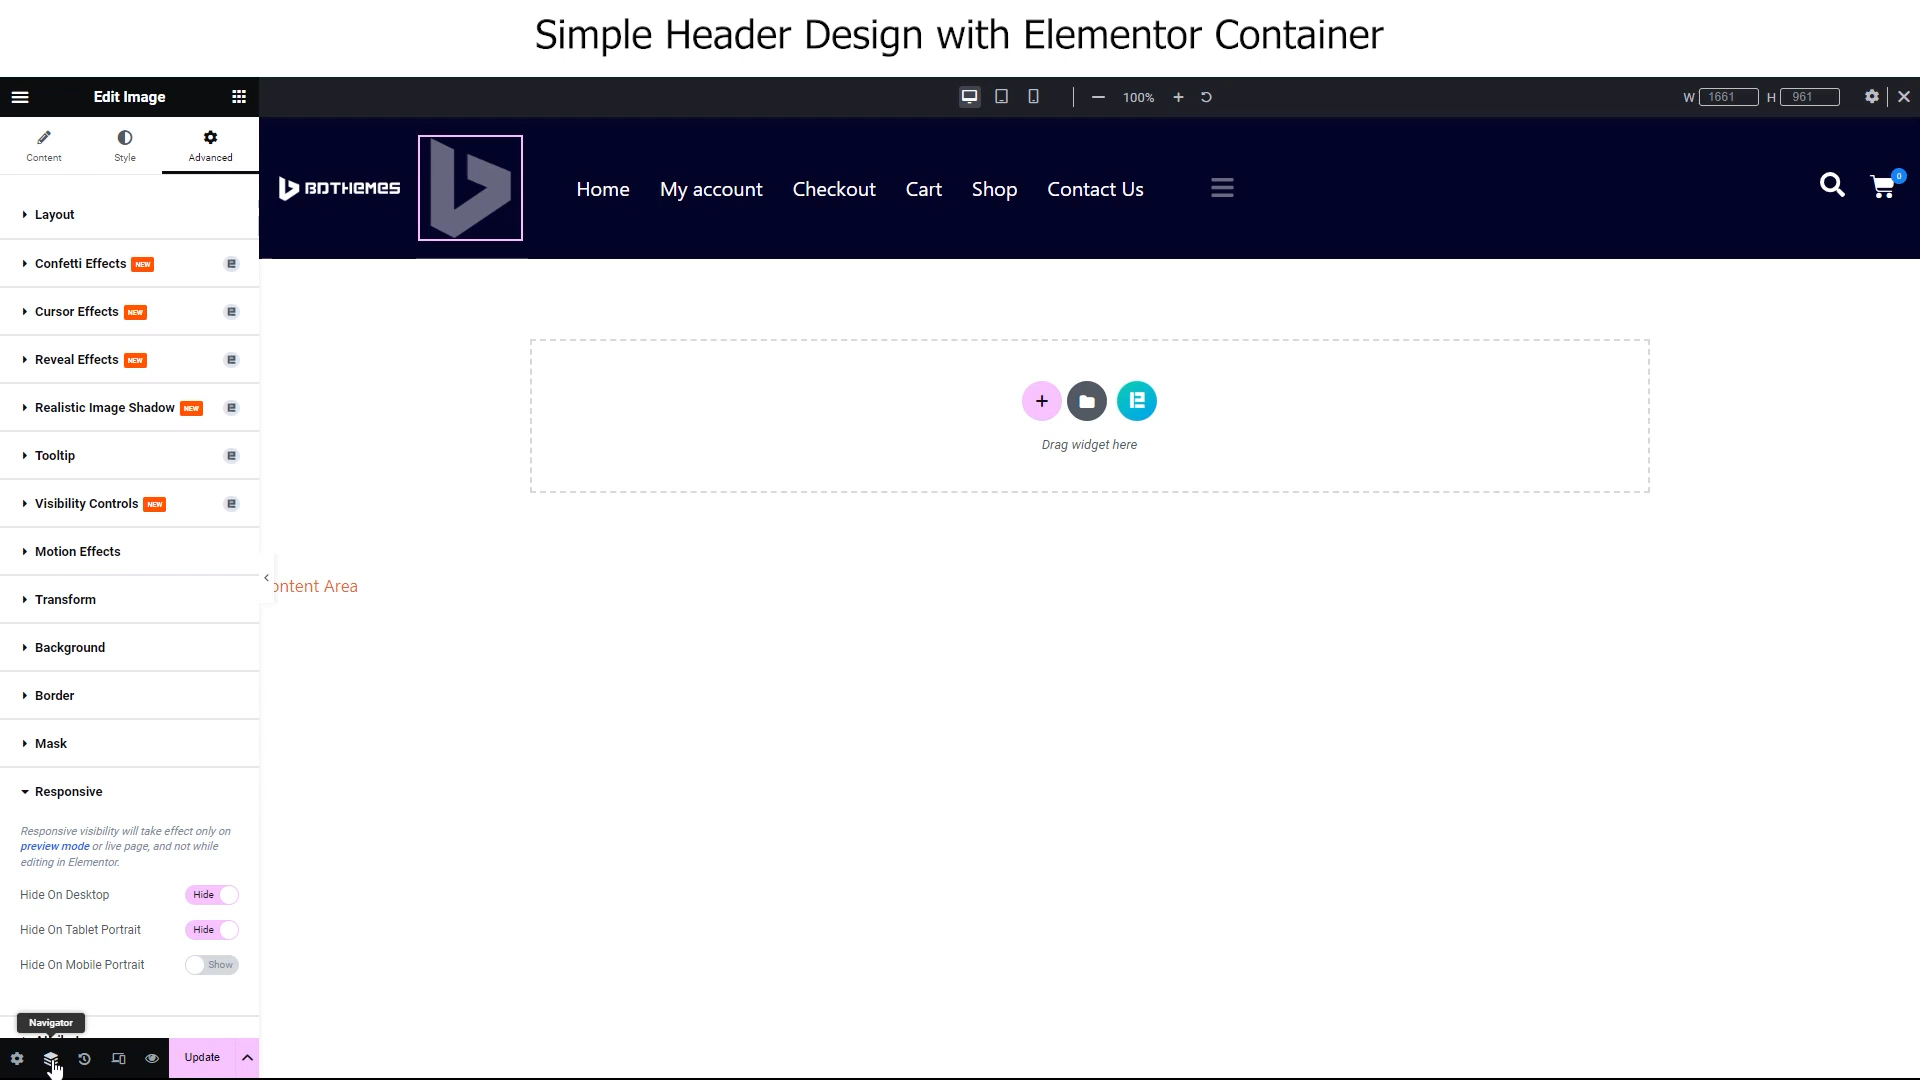 Simple Header Design with Elementor Container
Edit Image
100%
W 1661 H 961
Content
Style
Advanced
BDTHEMES
Home
My account
Checkout
Cart
Shop
Contact Us
0
Layout
Confetti Effects NEW
Cursor Effects NEW
Reveal Effects NEW
Realistic Image Shadow NEW
Tooltip
Visibility Controls NEW
Motion Effects
Transform
Background
Border
Mask
Responsive
Responsive visibility will take effect only on
preview mode or live page, and not while
editing in Elementor.
Hide On Desktop Hide
Hide On Tablet Portrait Hide
Hide On Mobile Portrait Show
Navigator
Update
Drag widget here
ontent Area